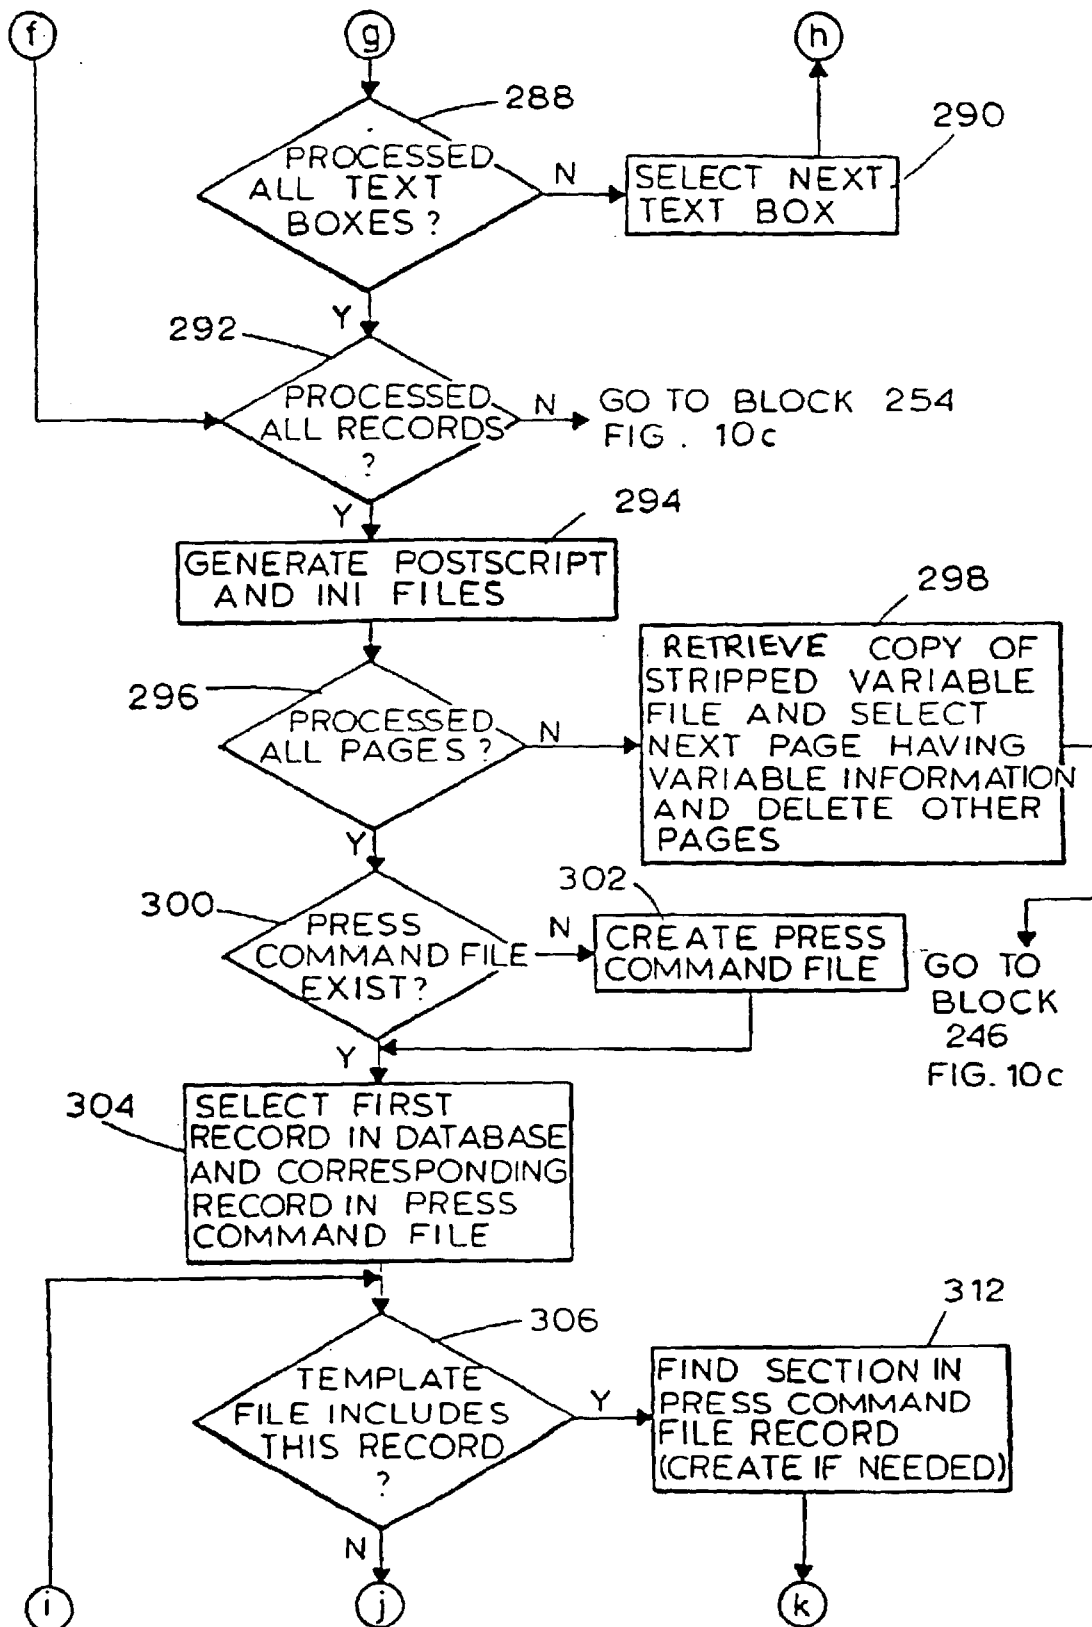 f
g
h
288
PROCESSED
ALL TEXT
BOXES ?
N
290
SELECT NEXT
TEXT BOX
Y
292
PROCESSED
ALL RECORDS
?
N
GO TO BLOCK 254
FIG. 10c
Y
294
GENERATE POSTSCRIPT
AND INI FILES
296
PROCESSED
ALL PAGES ?
N
298
RETRIEVE COPY OF
STRIPPED VARIABLE
FILE AND SELECT
NEXT PAGE HAVING
VARIABLE INFORMATION
AND DELETE OTHER
PAGES
GO TO
BLOCK
246
FIG. 10c
Y
300
PRESS
COMMAND FILE
EXIST?
N
302
CREATE PRESS
COMMAND FILE
Y
304
SELECT FIRST
RECORD IN DATABASE
AND CORRESPONDING
RECORD IN PRESS
COMMAND FILE
306
TEMPLATE
FILE INCLUDES
THIS RECORD
?
Y
312
FIND SECTION IN
PRESS COMMAND
FILE RECORD
(CREATE IF NEEDED)
N
i
j
k